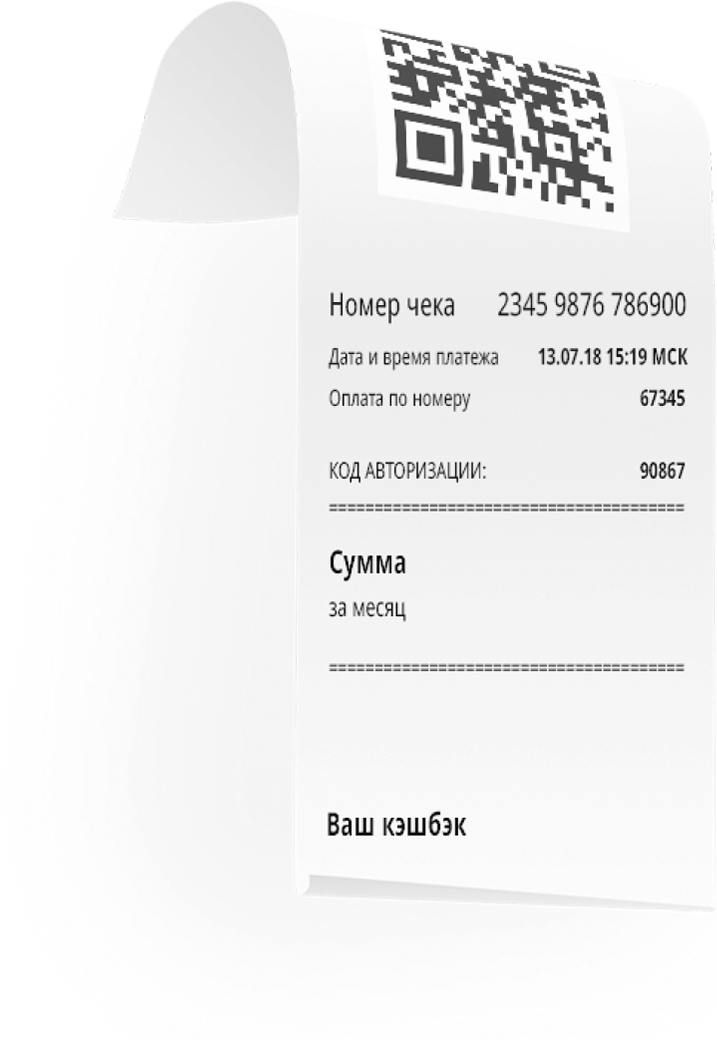 Номер чека 2345 9876 786900
Дата и время платежа 13.07.18 15:19 МСК
Оплата по номеру 67345
КОД АВТОРИЗАЦИИ: 90867
=======================================
Сумма
за месяц
=======================================
Ваш кэшбэк